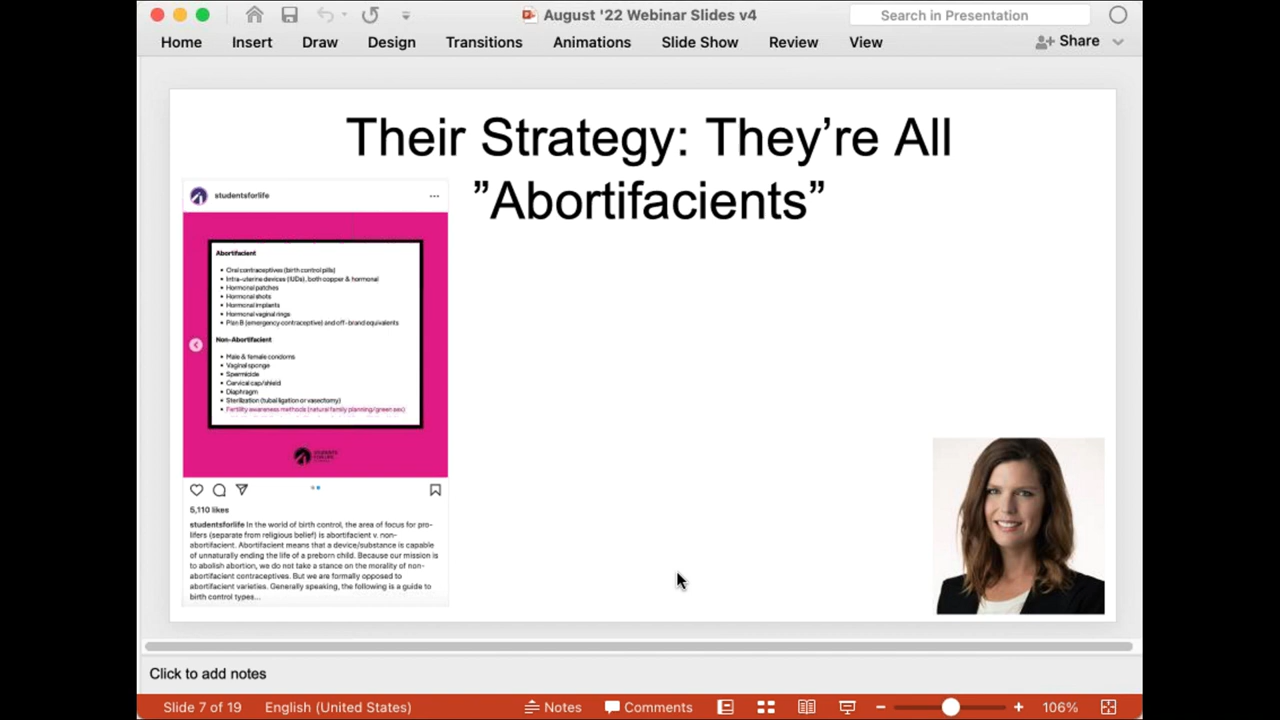 August '22 Webinar Slides v4
Search in Presentation
Home Insert Draw Design Transitions Animations Slide Show Review View Share
Their Strategy: They’re All
”Abortifacients”
studentsforlife
Abortifacient
• Oral contraceptives (birth control pills)
• Intra-uterine devices (IUDs), both copper & hormonal
• Hormonal patches
• Hormonal shots
• Hormonal implants
• Hormonal vaginal rings
• Plan B (emergency contraceptive) and off-brand equivalents
Non-Abortifacient
• Male & female condoms
• Vaginal sponge
• Spermicide
• Cervical cap/shield
• Diaphragm
• Sterilization (tubal ligation or vasectomy)
• Fertility awareness methods (natural family planning/green sex)
STUDENTS
FOR LIFE
5,110 likes
studentsforlife In the world of birth control, the area of focus for pro-
lifers (separate from religious belief) is abortifacient v. non-
abortifacient. Abortifacient means that a device/substance is capable
of unnaturally ending the life of a preborn child. Because our mission is
to abolish abortion, we do not take a stance on the morality of non-
abortifacient contraceptives. But we are formally opposed to
abortifacient varieties. Generally speaking, the following is a guide to
birth control types...
Click to add notes
Slide 7 of 19 English (United States) Notes Comments 106%